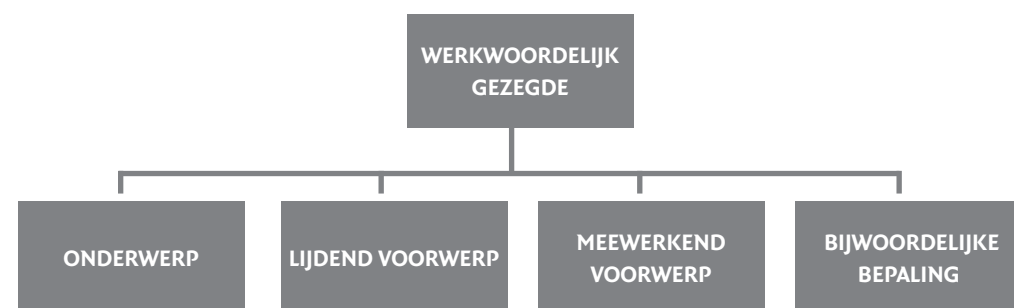 WERKWOORDELIJK
GEZEGDE
ONDERWERP
LIJDEND VOORWERP
MEEWERKEND
VOORWERP
BIJWOORDELIJKE
BEPALING